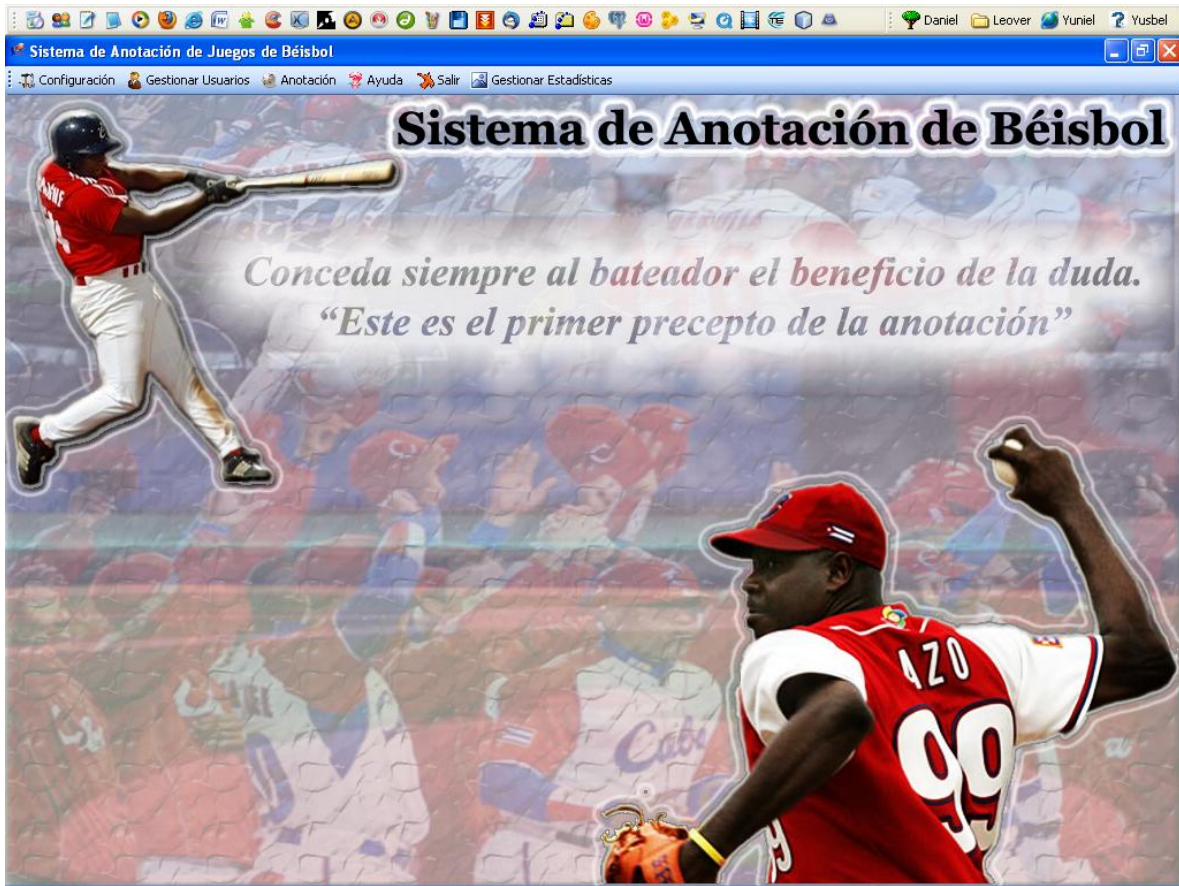 Daniel Leover Yuniel Yusbel
Sistema de Anotación de Juegos de Béisbol
Configuración Gestionar Usuarios Anotación Ayuda Salir Gestionar Estadísticas
Sistema de Anotación de Béisbol
Conceda siempre al bateador el beneficio de la duda.
“Este es el primer precepto de la anotación”
AZO
99
99